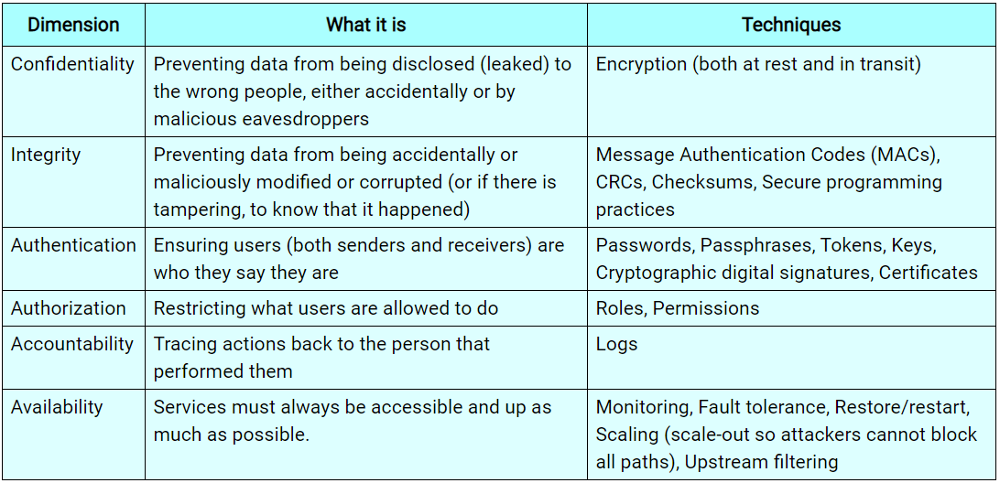 Dimension What it is Techniques
Confidentiality Preventing data from being disclosed (leaked) to Encryption (both at rest and in transit)
the wrong people, either accidentally or by
malicious eavesdroppers
Integrity Preventing data from being accidentally or Message Authentication Codes (MACs),
maliciously modified or corrupted (or if there is CRCs, Checksums, Secure programming
tampering, to know that it happened) practices
Authentication Ensuring users (both senders and receivers) are Passwords, Passphrases, Tokens, Keys,
who they say they are Cryptographic digital signatures, Certificates
Authorization Restricting what users are allowed to do Roles, Permissions
Accountability Tracing actions back to the person that Logs
performed them
Availability Services must always be accessible and up as Monitoring, Fault tolerance, Restore/restart,
much as possible. Scaling (scale-out so attackers cannot block
all paths), Upstream filtering